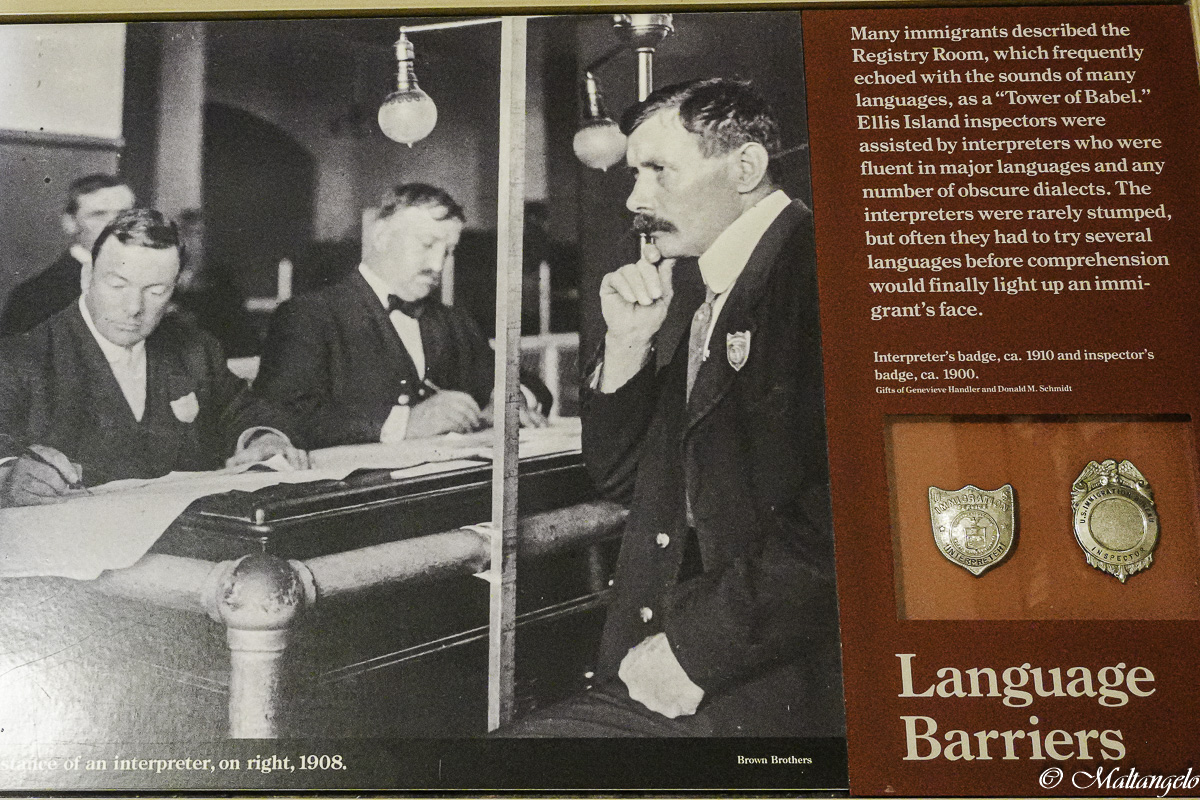 Many immigrants described the
Registry Room, which frequently
echoed with the sounds of many
languages, as a “Tower of Babel.”
Ellis Island inspectors were
assisted by interpreters who were
fluent in major languages and any
number of obscure dialects. The
interpreters were rarely stumped,
but often they had to try several
languages before comprehension
would finally light up an immi-
grant’s face.
Interpreter’s badge, ca. 1910 and inspector’s
badge, ca. 1900.
Gifts of Genevieve Handler and Donald M. Schmidt
IMMIGRATION
INTERPRETER
U.S. IMMIGRATION
INSPECTOR
Language
Barriers
of an interpreter, on right, 1908.
Brown Brothers
© Maltangelo